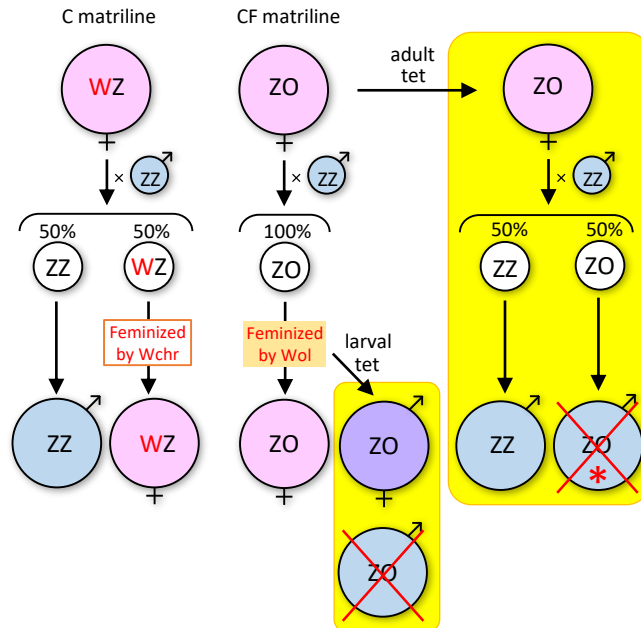 C matriline
CF matriline
WZ
♀
× ZZ ♂
50% 50%
ZZ WZ
Feminized
by Wchr
ZZ ♂
WZ ♀
ZO
♀
× ZZ ♂
100%
ZO
Feminized
by Wol
larval
tet
ZO ♀
ZO
ZO
adult
tet
ZO
♀
× ZZ ♂
50% 50%
ZZ ZO
ZZ ♂
ZO ♂
*